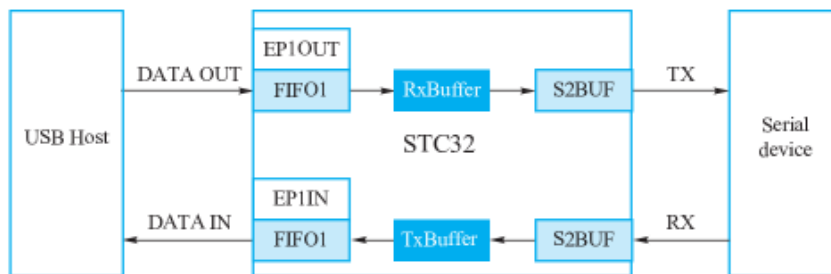 USB Host
DATA OUT
EP1OUT
FIFO1
RxBuffer
S2BUF
TX
STC32
DATA IN
EP1IN
FIFO1
TxBuffer
S2BUF
RX
Serial
device